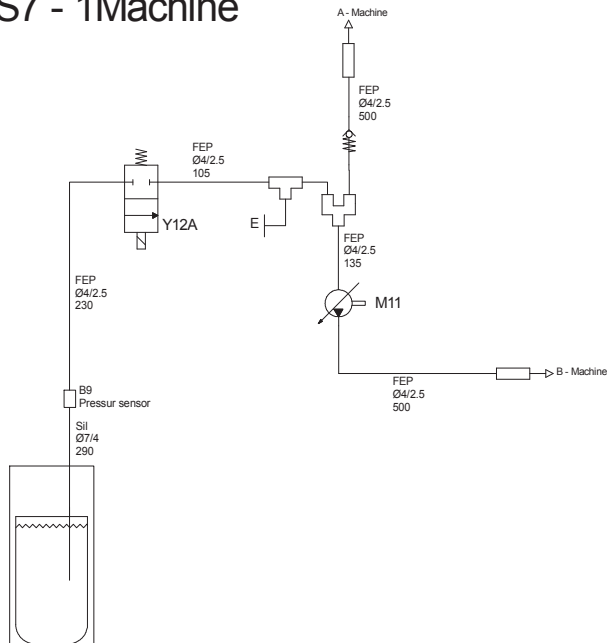 S7 - 1Machine
A - Machine
FEP
Ø4/2.5
500
FEP
Ø4/2.5
105
Y12A
E
FEP
Ø4/2.5
135
M11
FEP
Ø4/2.5
230
B - Machine
FEP
Ø4/2.5
500
B9
Pressur sensor
Sil
Ø7/4
290